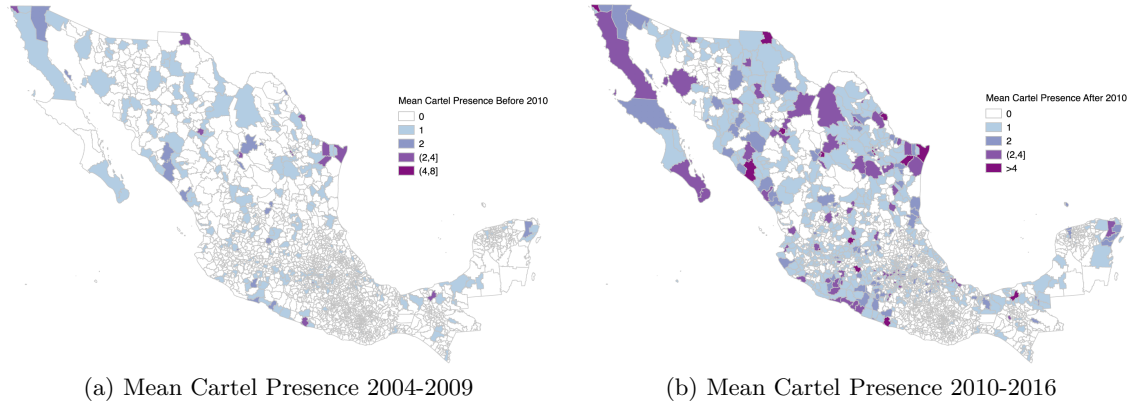 Mean Cartel Presence Before 2010
0
1
2
(2,4]
(4,8]
Mean Cartel Presence After 2010
0
1
2
(2,4]
>4
(a) Mean Cartel Presence 2004-2009
(b) Mean Cartel Presence 2010-2016